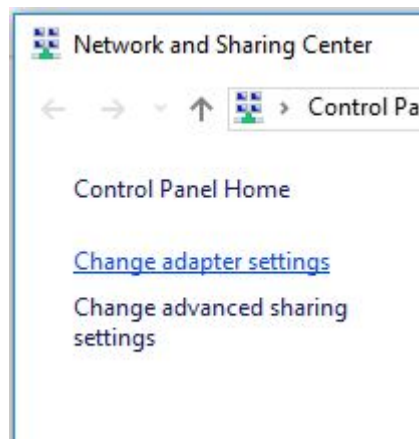 Network and Sharing Center
Control Pa
Control Panel Home
Change adapter settings
Change advanced sharing
settings